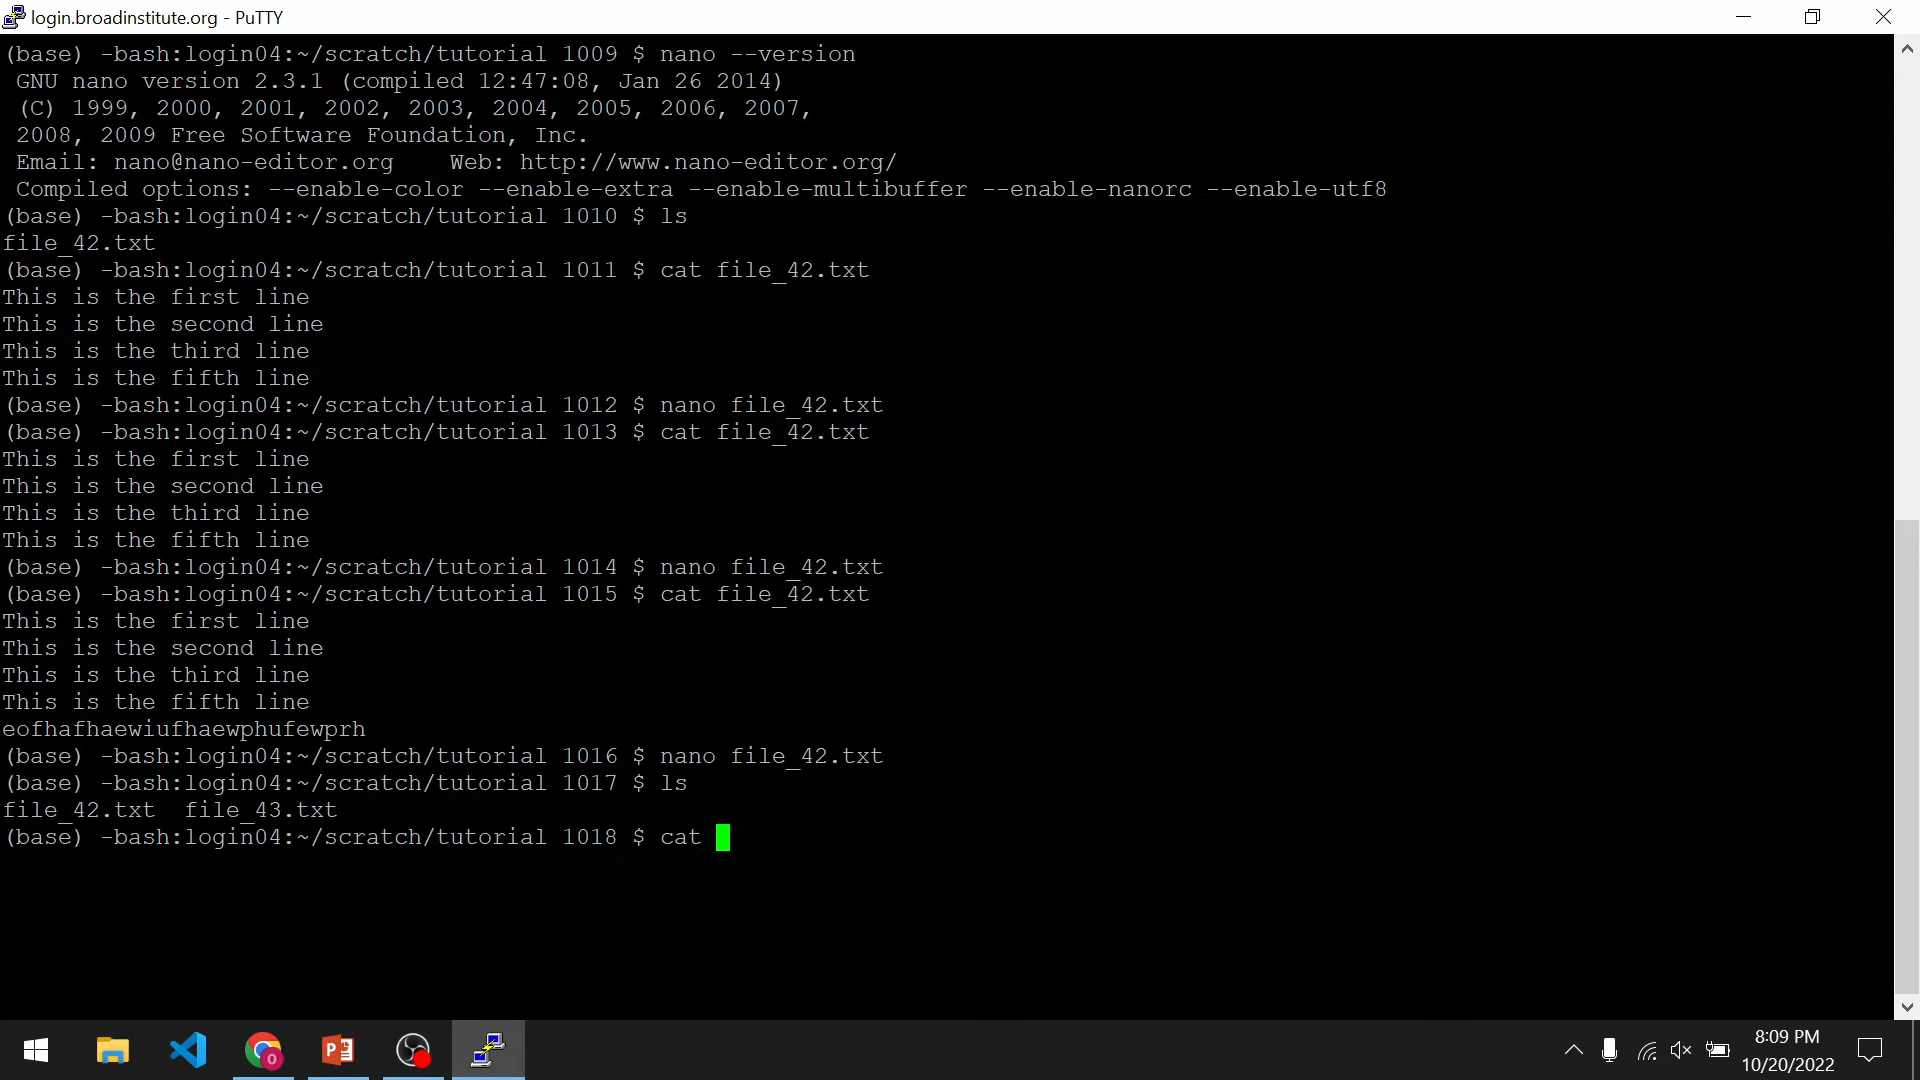 login.broadinstitute.org - PuTTY
(base) -bash:login04:~/scratch/tutorial 1009 $ nano --version
GNU nano version 2.3.1 (compiled 12:47:08, Jan 26 2014)
(C) 1999, 2000, 2001, 2002, 2003, 2004, 2005, 2006, 2007,
2008, 2009 Free Software Foundation, Inc.
Email: nano@nano-editor.org    Web: http://www.nano-editor.org/
Compiled options: --enable-color --enable-extra --enable-multibuffer --enable-nanorc --enable-utf8
(base) -bash:login04:~/scratch/tutorial 1010 $ ls
file_42.txt
(base) -bash:login04:~/scratch/tutorial 1011 $ cat file_42.txt
This is the first line
This is the second line
This is the third line
This is the fifth line
(base) -bash:login04:~/scratch/tutorial 1012 $ nano file_42.txt
(base) -bash:login04:~/scratch/tutorial 1013 $ cat file_42.txt
This is the first line
This is the second line
This is the third line
This is the fifth line
(base) -bash:login04:~/scratch/tutorial 1014 $ nano file_42.txt
(base) -bash:login04:~/scratch/tutorial 1015 $ cat file_42.txt
This is the first line
This is the second line
This is the third line
This is the fifth line
eofhafhaewiufhaewphufewprh
(base) -bash:login04:~/scratch/tutorial 1016 $ nano file_42.txt
(base) -bash:login04:~/scratch/tutorial 1017 $ ls
file_42.txt  file_43.txt
(base) -bash:login04:~/scratch/tutorial 1018 $ cat
8:09 PM
10/20/2022